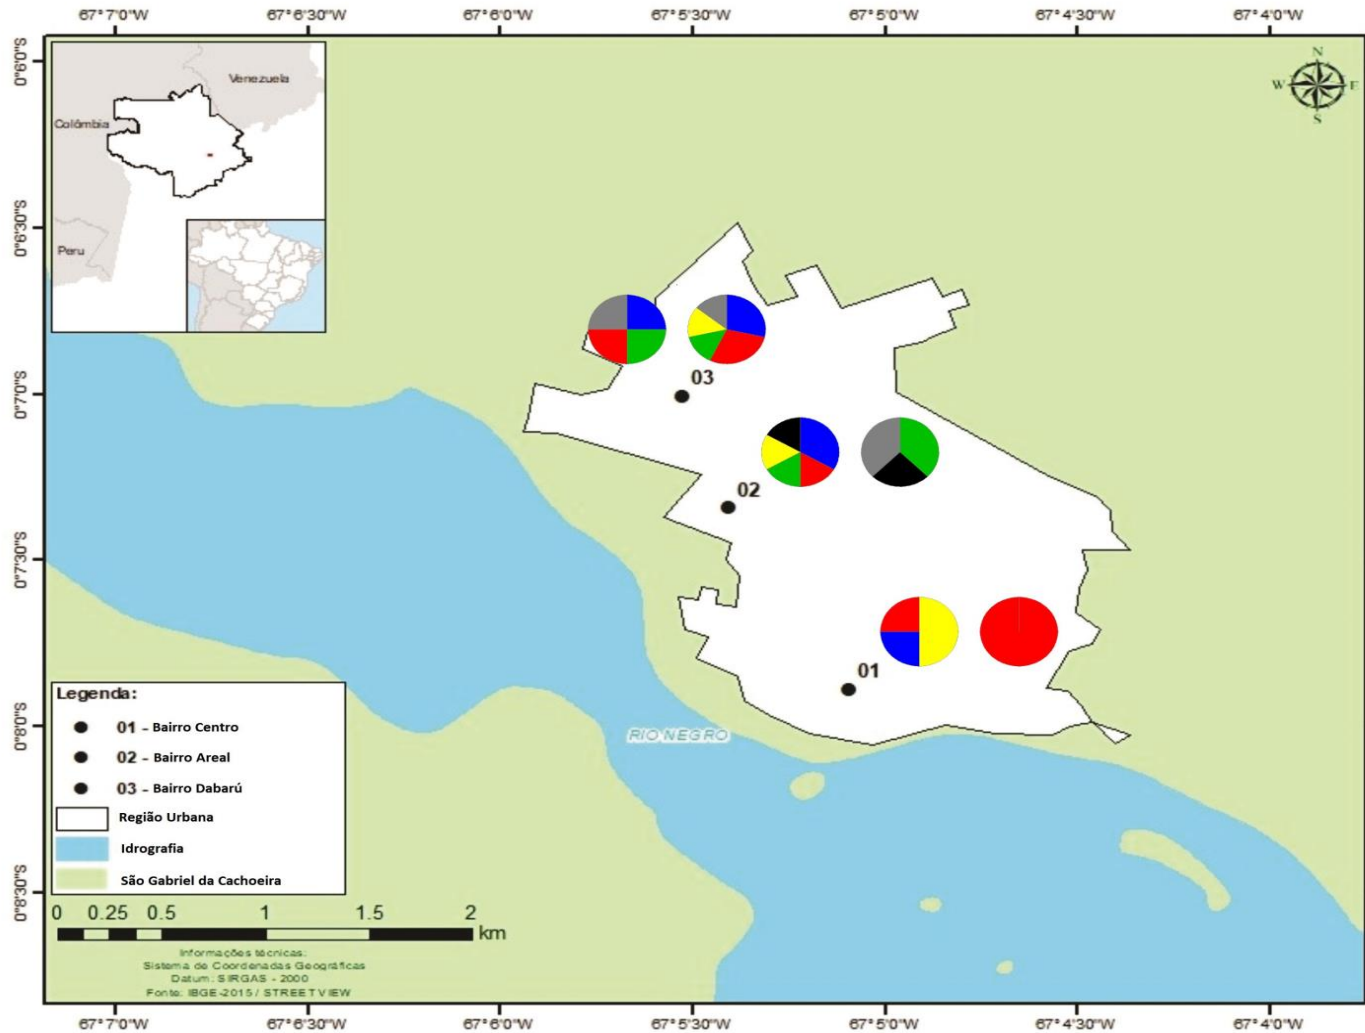 67°7'0"W 67°6'30"W 67°6'0"W 67°5'30"W 67°5'0"W 67°4'30"W 67°4'0"W
0°6'0"S
0°6'30"S
0°7'0"S
0°7'30"S
0°8'0"S
0°8'30"S
N
W E
S
Venezuela
Colômbia
Peru
03
02
01
RIO NEGRO
Legenda:
01 - Bairro Centro
02 - Bairro Areal
03 - Bairro Dabarú
Região Urbana
Idrografia
São Gabriel da Cachoeira
0 0.25 0.5 1 1.5 2
km
Informações técnicas:
Sistema de Coordenadas Geográficas
Datum: SIRGAS - 2000
Fonte: IBGE-2015 / STREET VIEW
67°7'0"W 67°6'30"W 67°6'0"W 67°5'30"W 67°5'0"W 67°4'30"W 67°4'0"W